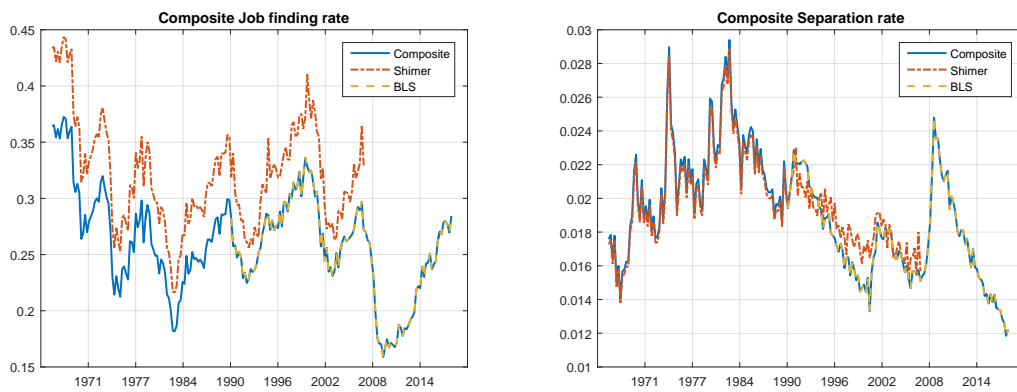 Composite Job finding rate
0.45
0.4
0.35
0.3
0.25
0.2
0.15
1971 1977 1984 1990 1996 2002 2008 2014
Composite
Shimer
BLS
Composite Separation rate
0.03
0.028
0.026
0.024
0.022
0.02
0.018
0.016
0.014
0.012
1971 1977 1984 1990 1996 2002 2008 2014
Composite
Shimer
BLS